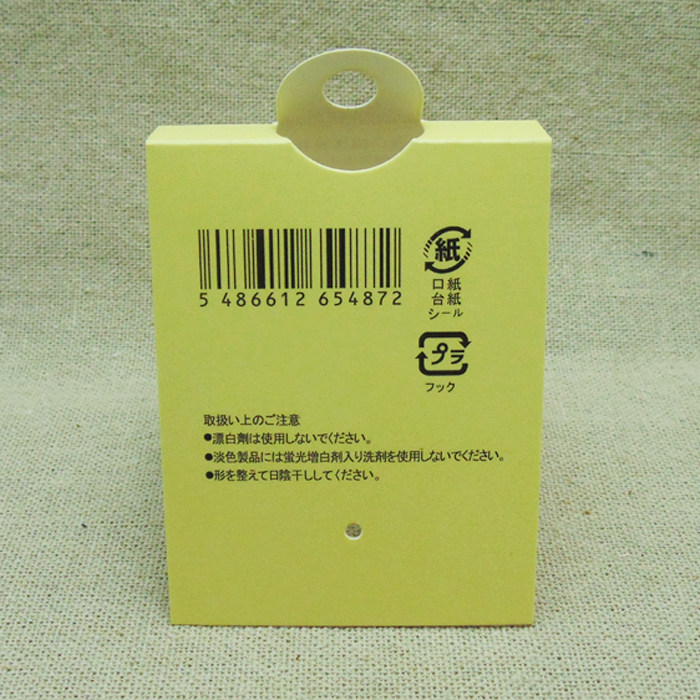 5 486612 654872
紙
口紙
台紙
シール
プラ
フック
取扱い上のご注意
●漂白劑は使用しないでください。
●淡色製品には蛍光增白剤入り洗剤を使用しないでください。
●形を整えて日陰干ししてください。